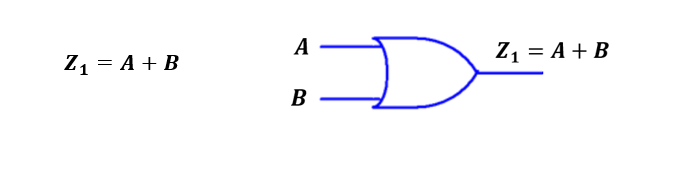 Z₁ = A + B
A
Z₁ = A + B
B